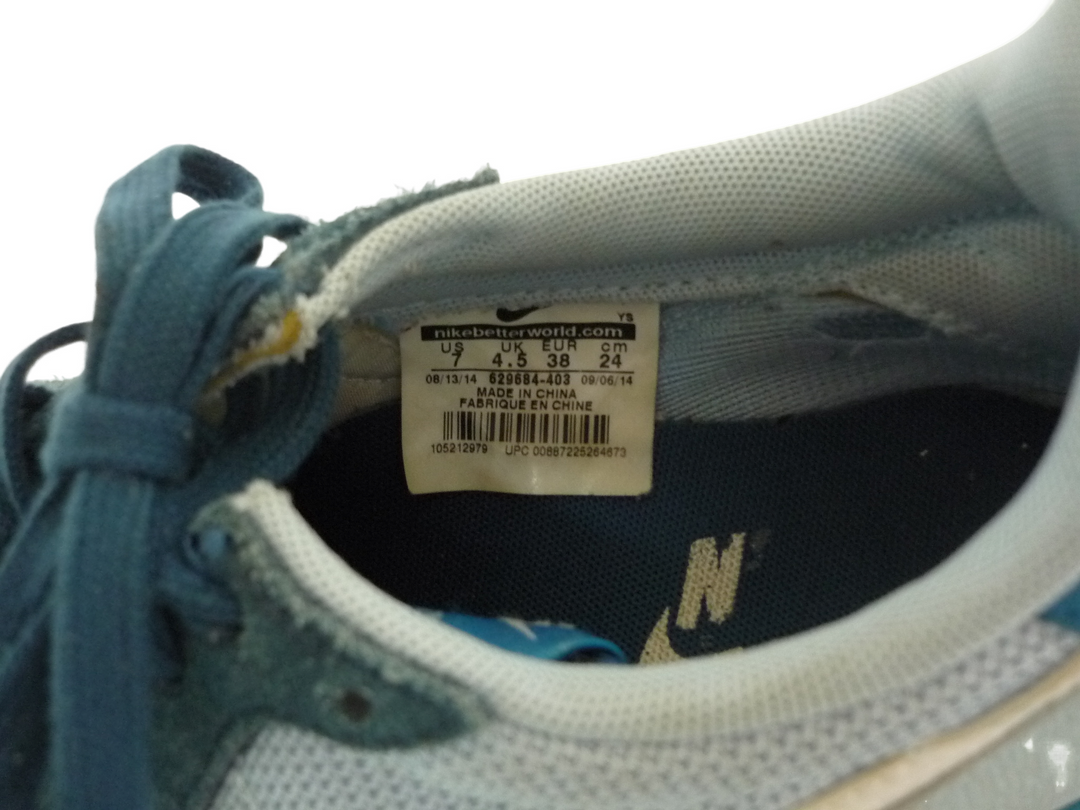 YS
nikebetterworld.com
US UK EUR cm
7 4.5 38 24
08/13/14 629684-403 09/06/14
MADE IN CHINA
FABRIQUE EN CHINE
105212979 UPC 00887225264673
N